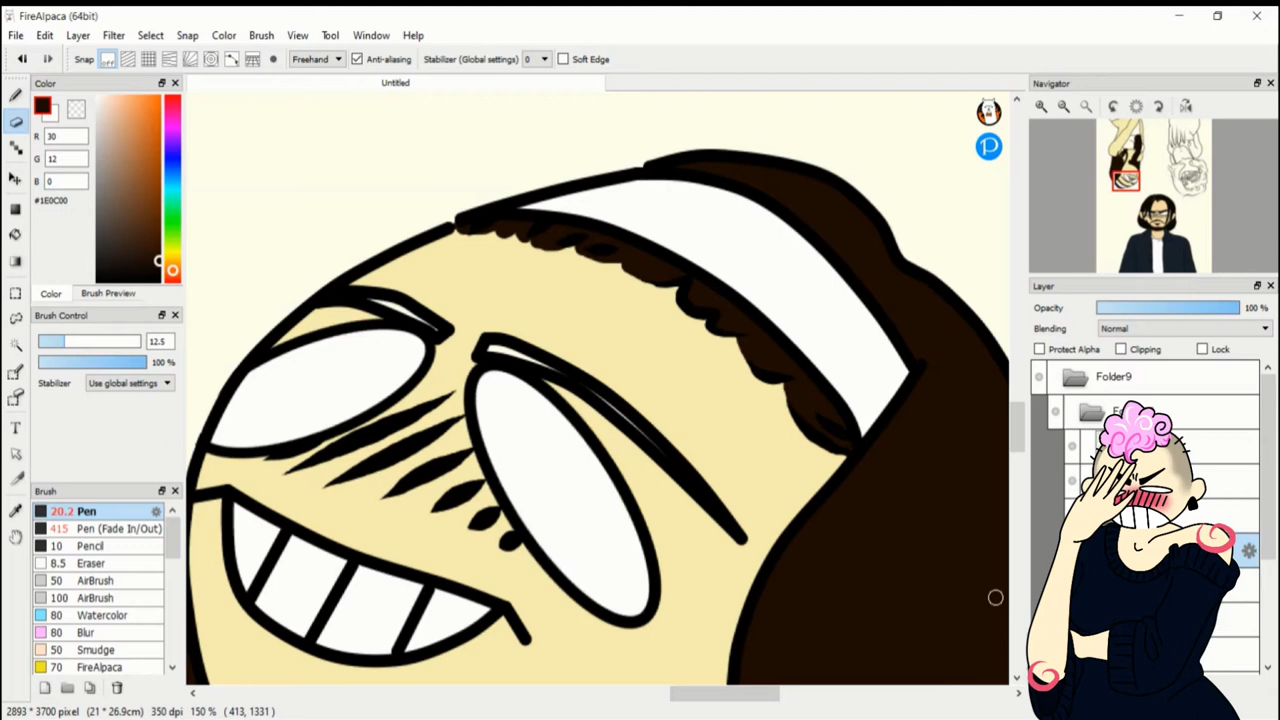 FireAlpaca (64bit)
File Edit Layer Filter Select Snap Color Brush View Tool Window Help
Snap off Freehand Anti-aliasing Stabilizer (Global settings) 0 Soft Edge
Color
Untitled
Navigator
R 30
G 12
B 0
#1E0C00
Color Brush Preview
Brush Control
12.5
100 %
Stabilizer Use global settings
Brush
20.2 Pen
415 Pen (Fade In/Out)
10 Pencil
8.5 Eraser
50 AirBrush
100 AirBrush
80 Watercolor
80 Blur
50 Smudge
70 FireAlpaca
Layer
Opacity 100 %
Blending Normal
Protect Alpha Clipping Lock
Folder9
P
2893 * 3700 pixel (21 * 26.9cm) 350 dpi 150 % ( 413, 1331 )